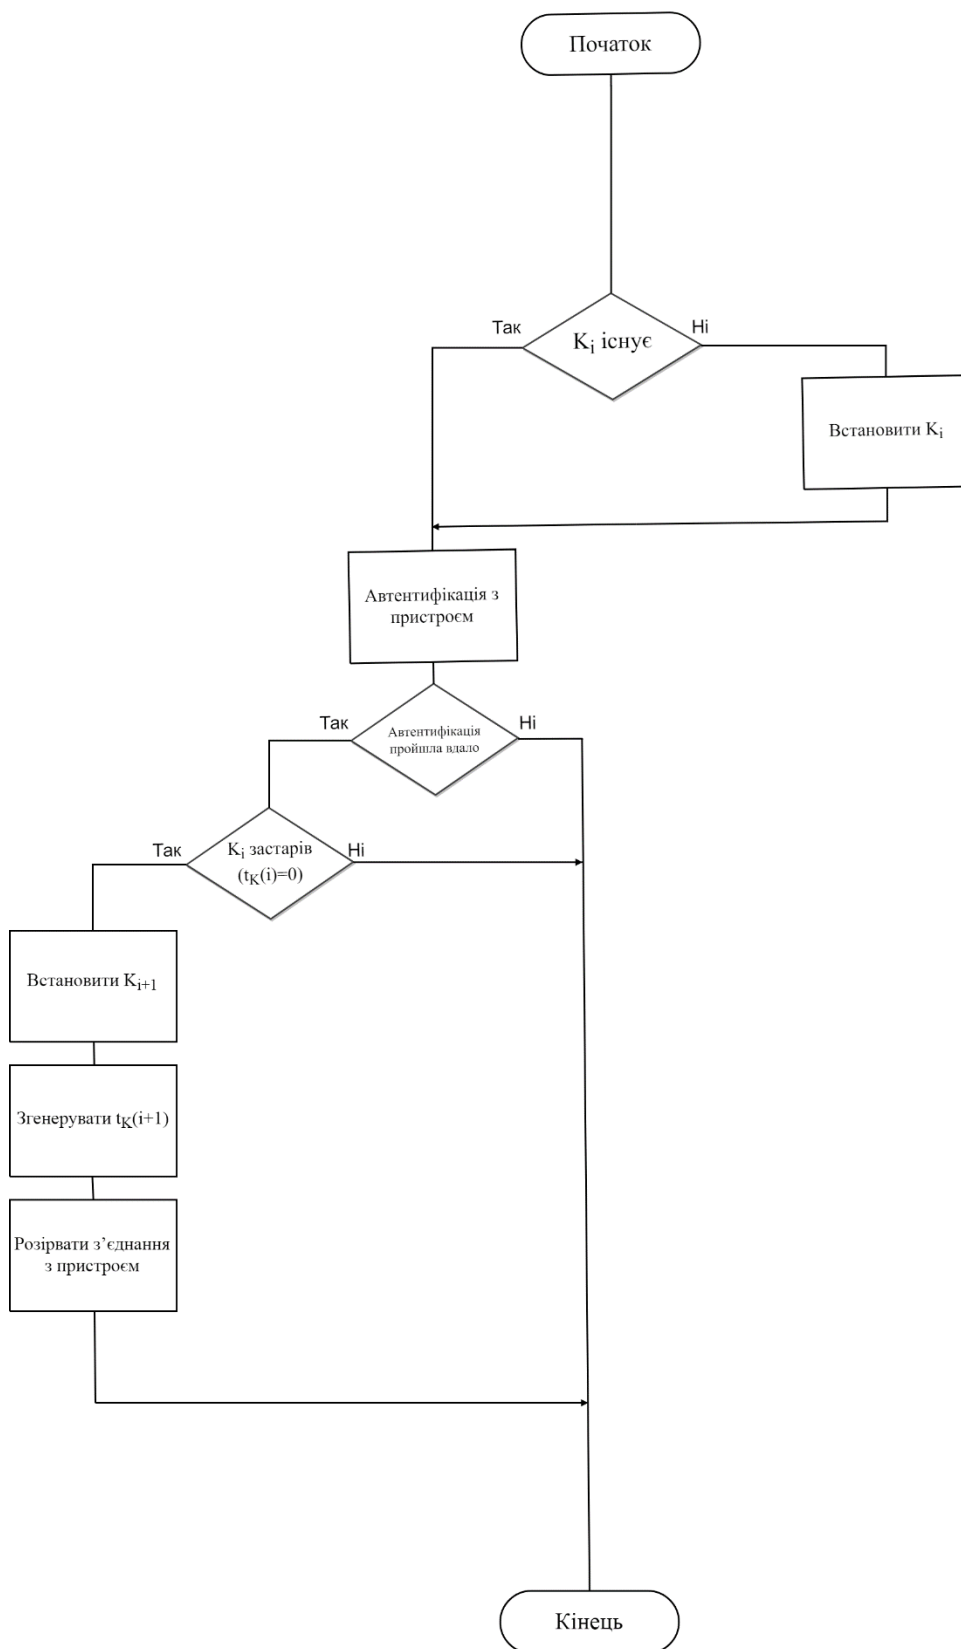 Початок
Так
Ні
Ki існує
Встановити Ki
Автентифікація з
пристроєм
Так
Ні
Автентифікація
пройшла вдало
Так
Ki застарів
Ні
(tK(i)=0)
Встановити Ki+1
Згенерувати tK(i+1)
Розірвати з’єднання
з пристроєм
Кінець